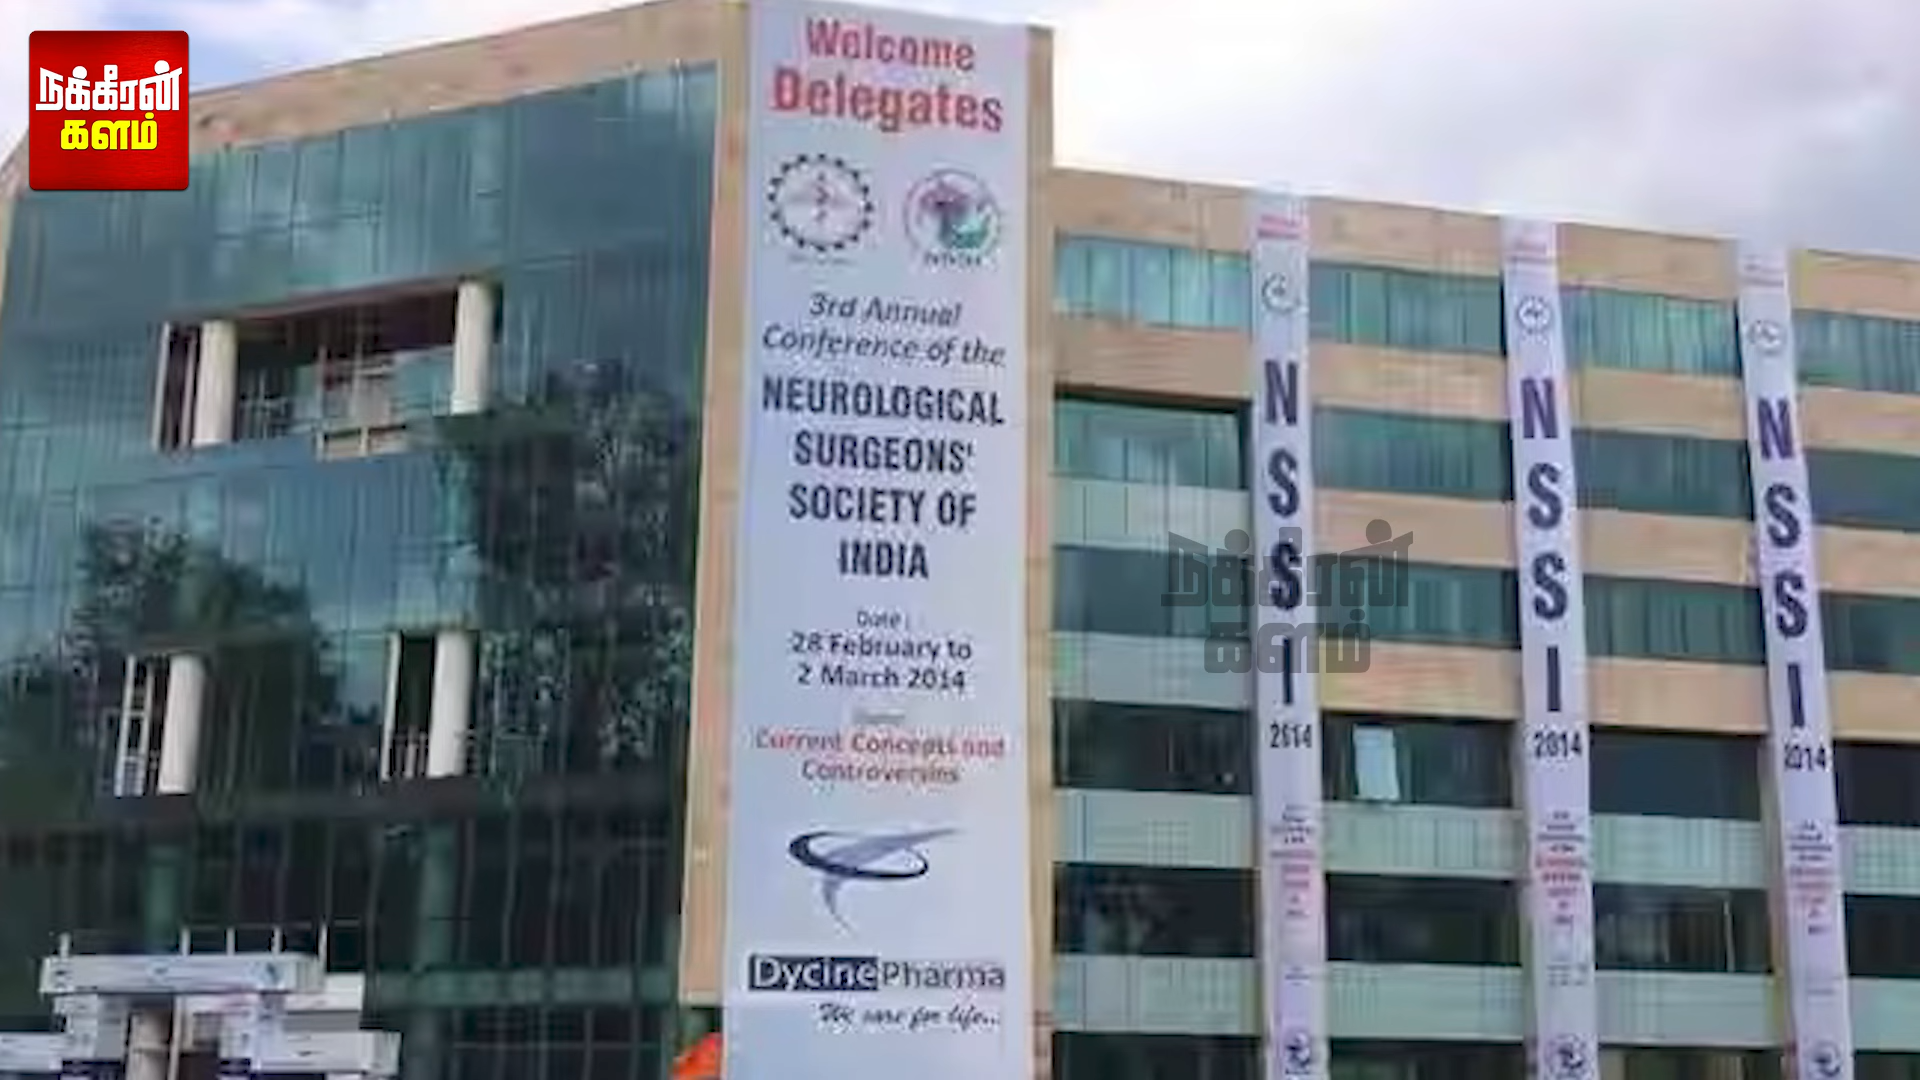 நக்கீரன்
களம்
Welcome
Delegates
3rd Annual
Conference of the
NEUROLOGICAL
SURGEONS'
SOCIETY OF
INDIA
Date :
28 February to
2 March 2014
Current Concepts and
Controversies
Dycine Pharma
We care for life...
NSSI
2014
NSSI
2014
NSSI
2014
நக்கீரன்
களம்